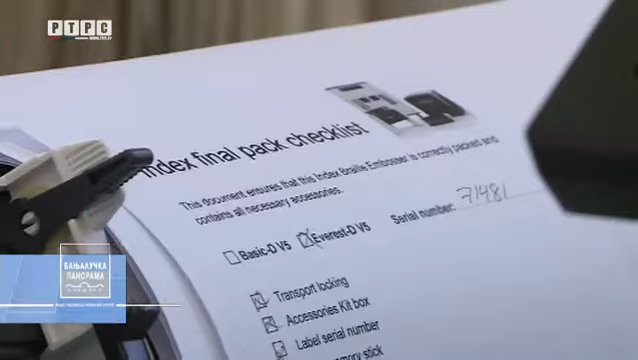 РТРС
Index final pack checklist
This document ensures that this Index Braille Embosser is correctly packed and
contains all necessary accessories.
Basic-D V5 Everest-D V5 Serial number: 71481
Transport locking
Accessories Kit box
Label serial number
stick
БАЊАЛУЧКА
ПАНОРАМА